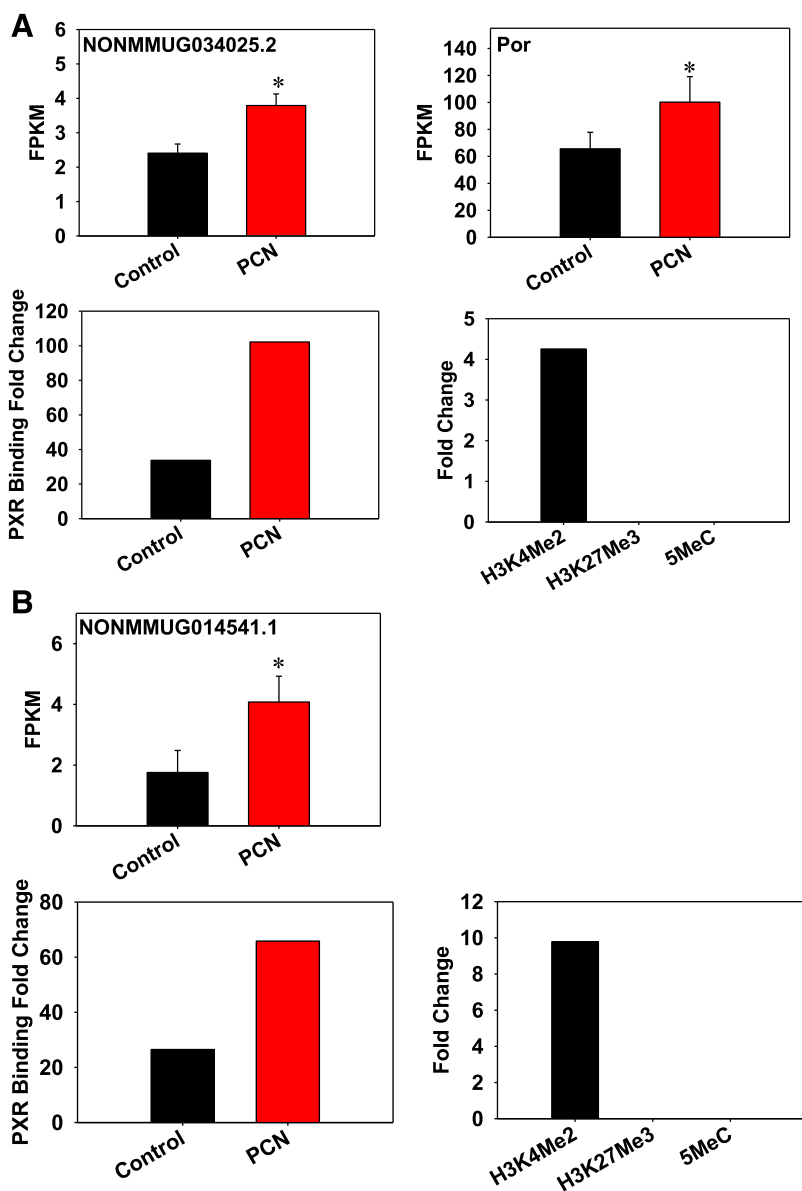 A
NONMMUG034025.2
FPKM
6
5
4
3
2
1
0
*
Control
PCN
Por
FPKM
140
120
100
80
60
40
20
0
*
Control
PCN
PXR Binding Fold Change
120
100
80
60
40
20
0
Control
PCN
Fold Change
5
4
3
2
1
0
H3K4Me2
H3K27Me3
5MeC
B
NONMMUG014541.1
FPKM
6
4
2
0
*
Control
PCN
PXR Binding Fold Change
80
60
40
20
0
Control
PCN
Fold Change
12
10
8
6
4
2
0
H3K4Me2
H3K27Me3
5MeC